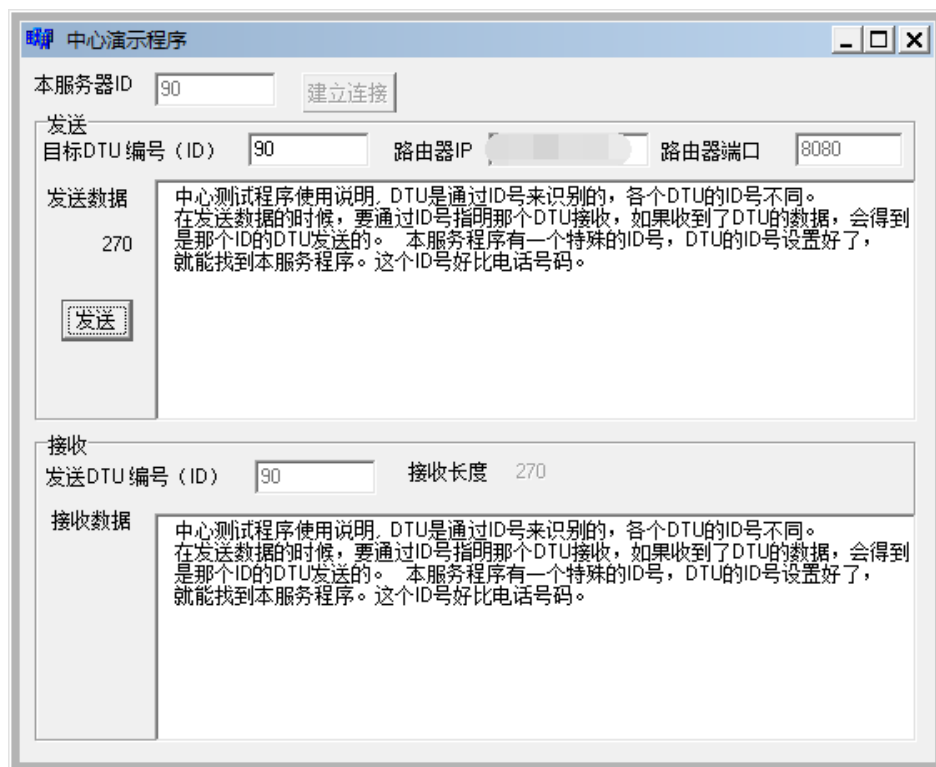 中心演示程序
本服务器ID 90 建立连接
发送
目标DTU编号（ID） 90 路由器IP 路由器端口 8080
发送数据
270
发送
中心测试程序使用说明, DTU是通过ID号来识别的，各个DTU的ID号不同。
在发送数据的时候，要通过ID号指明那个DTU接收，如果收到了DTU的数据，会得到
是那个ID的DTU发送的。 本服务程序有一个特殊的ID号，DTU的ID号设置好了，
就能找到本服务程序。这个ID号好比电话号码。
接收
发送DTU编号（ID） 90 接收长度 270
接收数据
中心测试程序使用说明, DTU是通过ID号来识别的，各个DTU的ID号不同。
在发送数据的时候，要通过ID号指明那个DTU接收，如果收到了DTU的数据，会得到
是那个ID的DTU发送的。 本服务程序有一个特殊的ID号，DTU的ID号设置好了，
就能找到本服务程序。这个ID号好比电话号码。